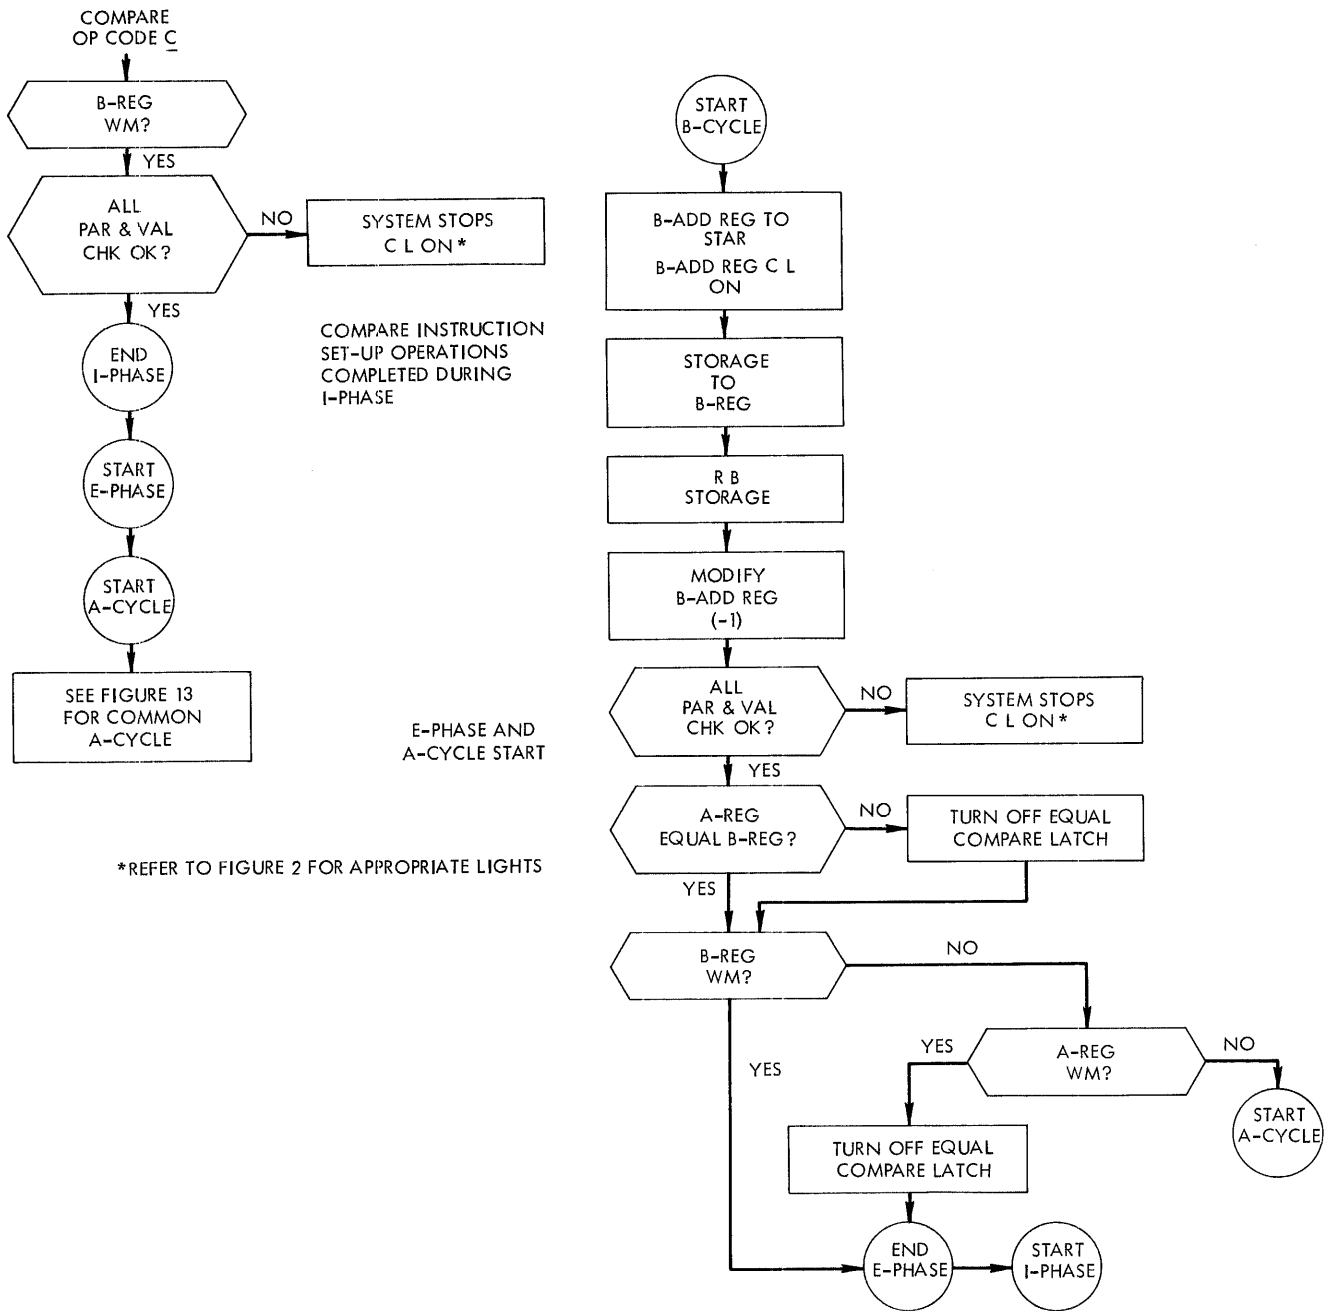 COMPARE
OP CODE C
B-REG
WM?
YES
ALL
PAR & VAL
CHK OK?
NO
SYSTEM STOPS
C L ON*
YES
END
I-PHASE
COMPARE INSTRUCTION
SET-UP OPERATIONS
COMPLETED DURING
I-PHASE
START
E-PHASE
START
A-CYCLE
SEE FIGURE 13
FOR COMMON
A-CYCLE
E-PHASE AND
A-CYCLE START
*REFER TO FIGURE 2 FOR APPROPRIATE LIGHTS
START
B-CYCLE
B-ADD REG TO
STAR
B-ADD REG C L
ON
STORAGE
TO
B-REG
R B
STORAGE
MODIFY
B-ADD REG
(-1)
ALL
PAR & VAL
CHK OK?
NO
SYSTEM STOPS
C L ON*
YES
A-REG
EQUAL B-REG?
NO
TURN OFF EQUAL
COMPARE LATCH
YES
B-REG
WM?
NO
YES
A-REG
WM?
YES
NO
START
A-CYCLE
TURN OFF EQUAL
COMPARE LATCH
END
E-PHASE
START
I-PHASE